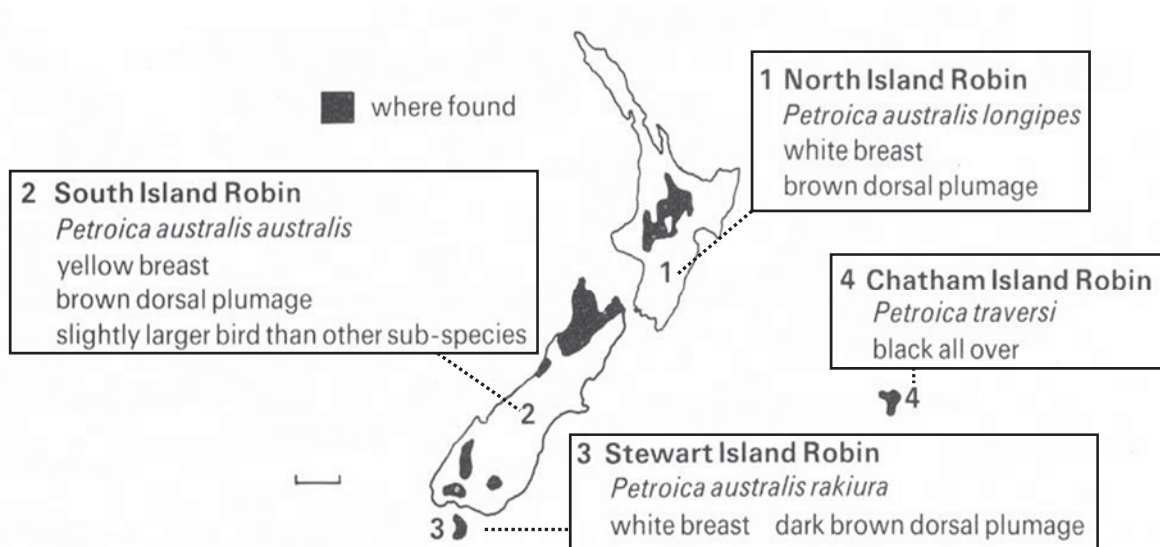 where found
1 North Island Robin
Petroica australis longipes
white breast
brown dorsal plumage
2 South Island Robin
Petroica australis australis
yellow breast
brown dorsal plumage
slightly larger bird than other sub-species
4 Chatham Island Robin
Petroica traversi
black all over
1
4
2
3 Stewart Island Robin
Petroica australis rakiura
white breast dark brown dorsal plumage
3